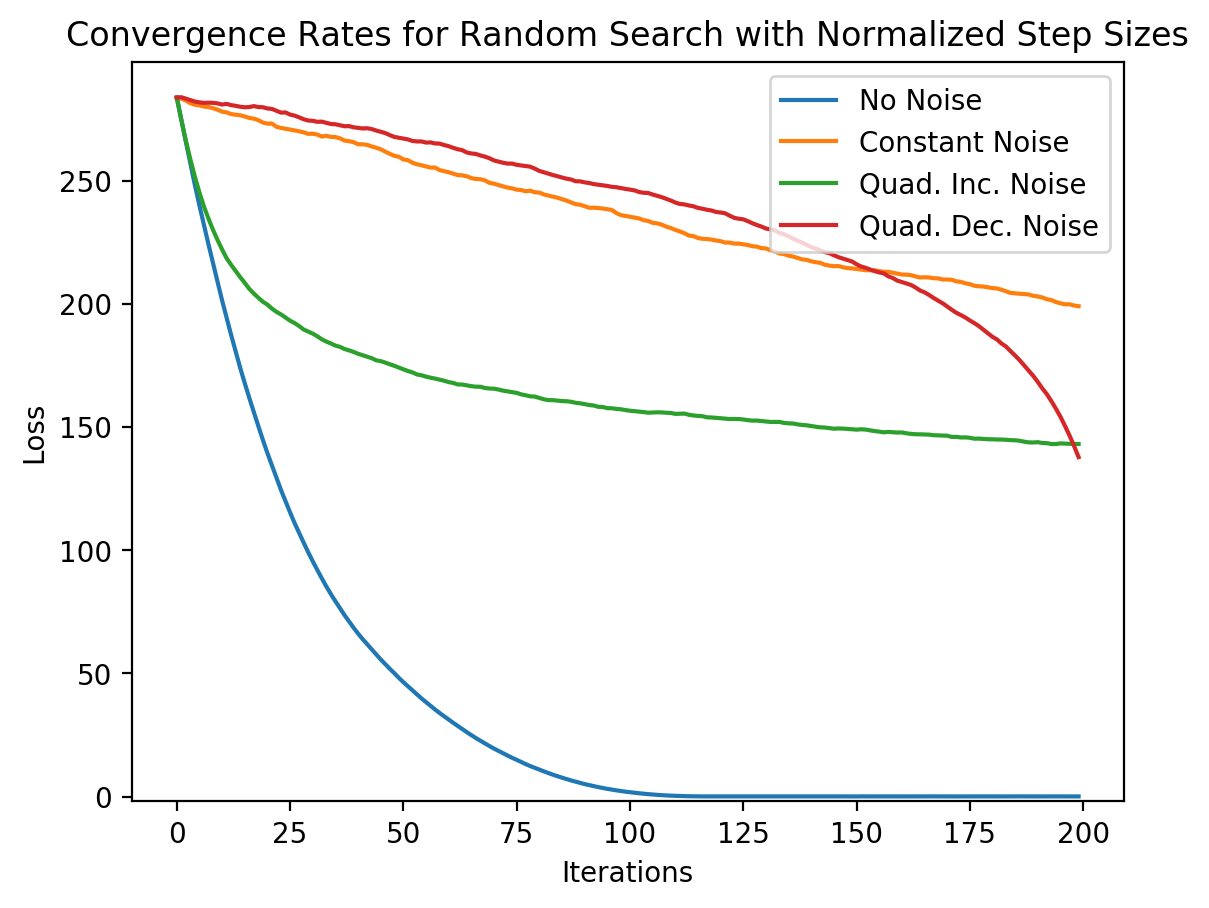 Convergence Rates for Random Search with Normalized Step Sizes
No Noise
Constant Noise
Quad. Inc. Noise
Quad. Dec. Noise
Loss
250
200
150
100
50
0
0 25 50 75 100 125 150 175 200
Iterations